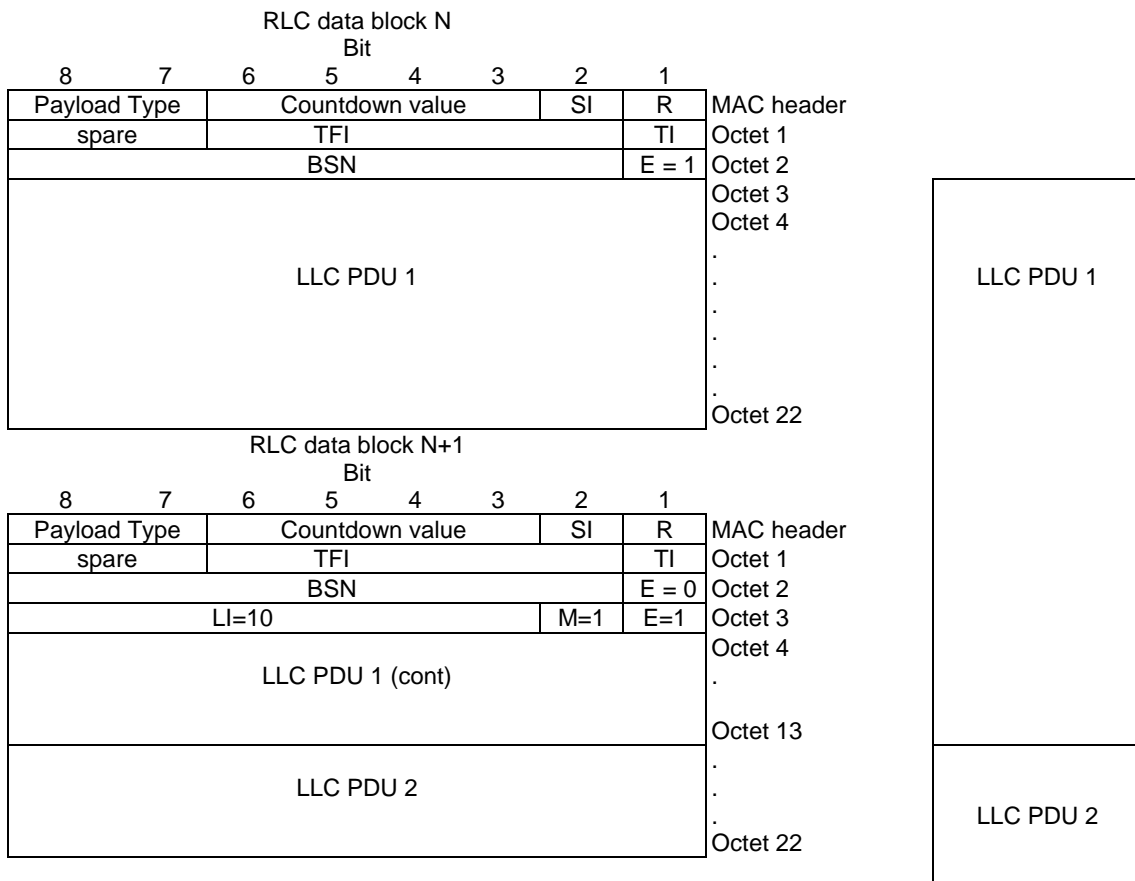 RLC data block N
Bit
8 7 6 5 4 3 2 1
Payload Type Countdown value SI R MAC header
spare TFI TI Octet 1
BSN E = 1 Octet 2
Octet 3
Octet 4
.
LLC PDU 1 . LLC PDU 1
.
.
.
.
Octet 22
RLC data block N+1
Bit
8 7 6 5 4 3 2 1
Payload Type Countdown value SI R MAC header
spare TFI TI Octet 1
BSN E = 0 Octet 2
LI=10 M=1 E=1 Octet 3
Octet 4
LLC PDU 1 (cont) .
Octet 13
.
LLC PDU 2 .
. LLC PDU 2
Octet 22